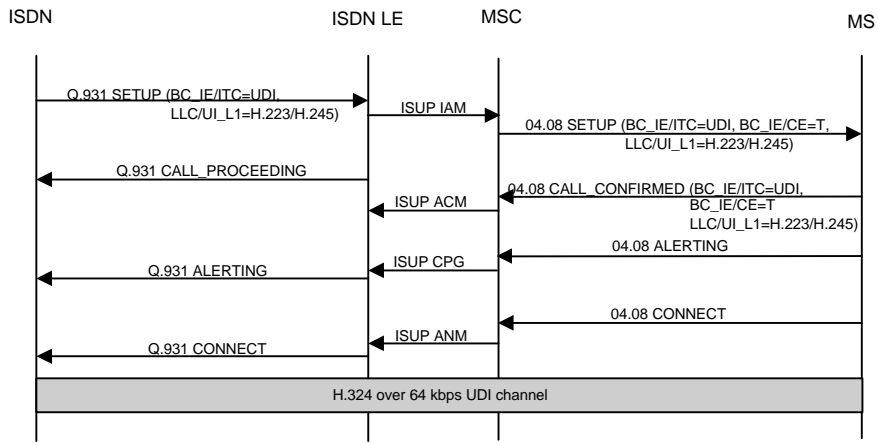 ISDN
ISDN LE
MSC
MS
Q.931 SETUP (BC_IE/ITC=UDI,
LLC/UI_L1=H.223/H.245)
ISUP IAM
04.08 SETUP (BC_IE/ITC=UDI, BC_IE/CE=T,
LLC/UI_L1=H.223/H.245)
Q.931 CALL_PROCEEDING
04.08 CALL_CONFIRMED (BC_IE/ITC=UDI,
BC_IE/CE=T
LLC/UI_L1=H.223/H.245)
ISUP ACM
04.08 ALERTING
ISUP CPG
Q.931 ALERTING
04.08 CONNECT
ISUP ANM
Q.931 CONNECT
H.324 over 64 kbps UDI channel